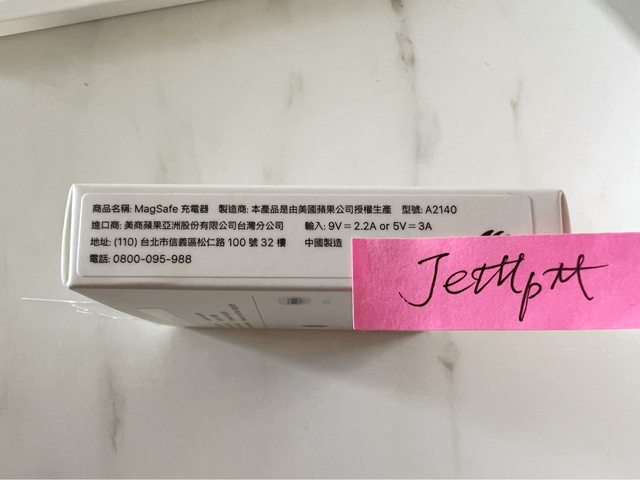 商品名稱: MagSafe 充電器 製造商: 本產品是由美國蘋果公司授權生產 型號: A2140
進口商: 美商蘋果亞洲股份有限公司台灣分公司 輸入: 9V⎓2.2A or 5V⎓3A
地址: (110) 台北市信義區松仁路 100 號 32 樓 中國製造
電話: 0800-095-988